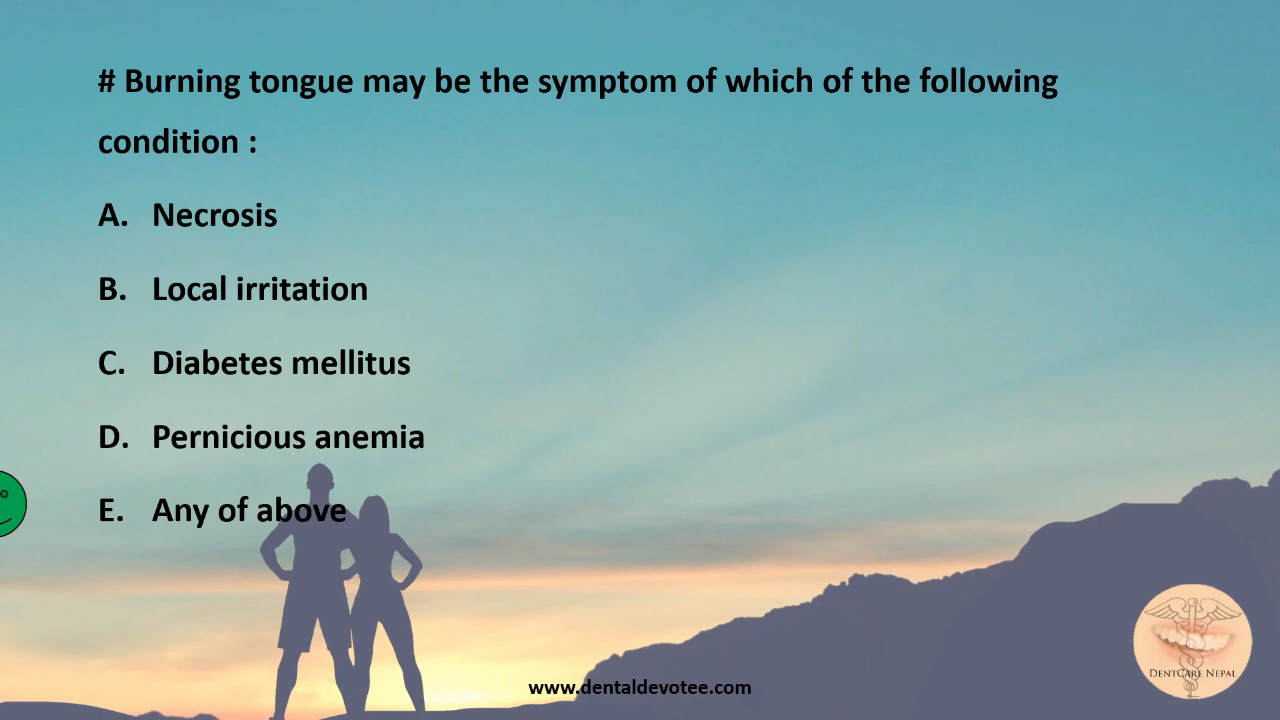 # Burning tongue may be the symptom of which of the following
condition :
A. Necrosis
B. Local irritation
C. Diabetes mellitus
D. Pernicious anemia
E. Any of above
DENTCARE NEPAL
www.dentaldevotee.com